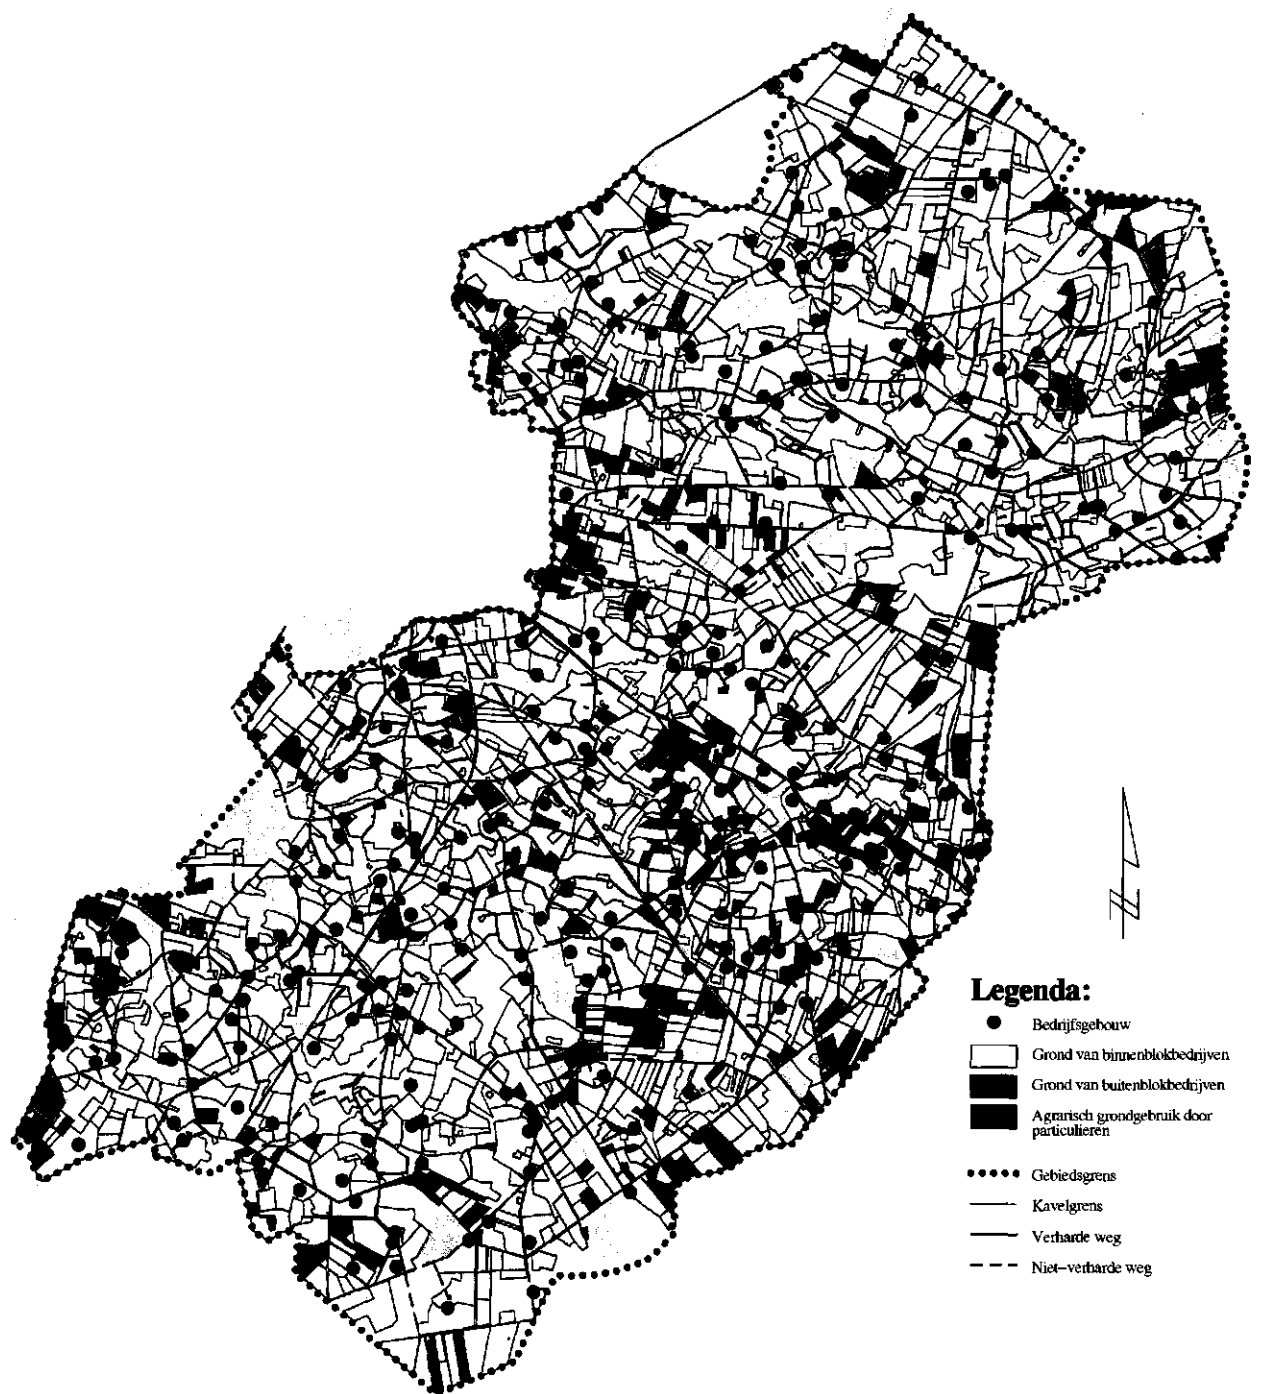 Legenda:
Bedrijfsgebouw
Grond van binnenblokbedrijven
Grond van buitenblokbedrijven
Agrarisch grondgebruik door
particulieren
Gebiedsgrens
Kavelgrens
Verharde weg
Niet-verharde weg